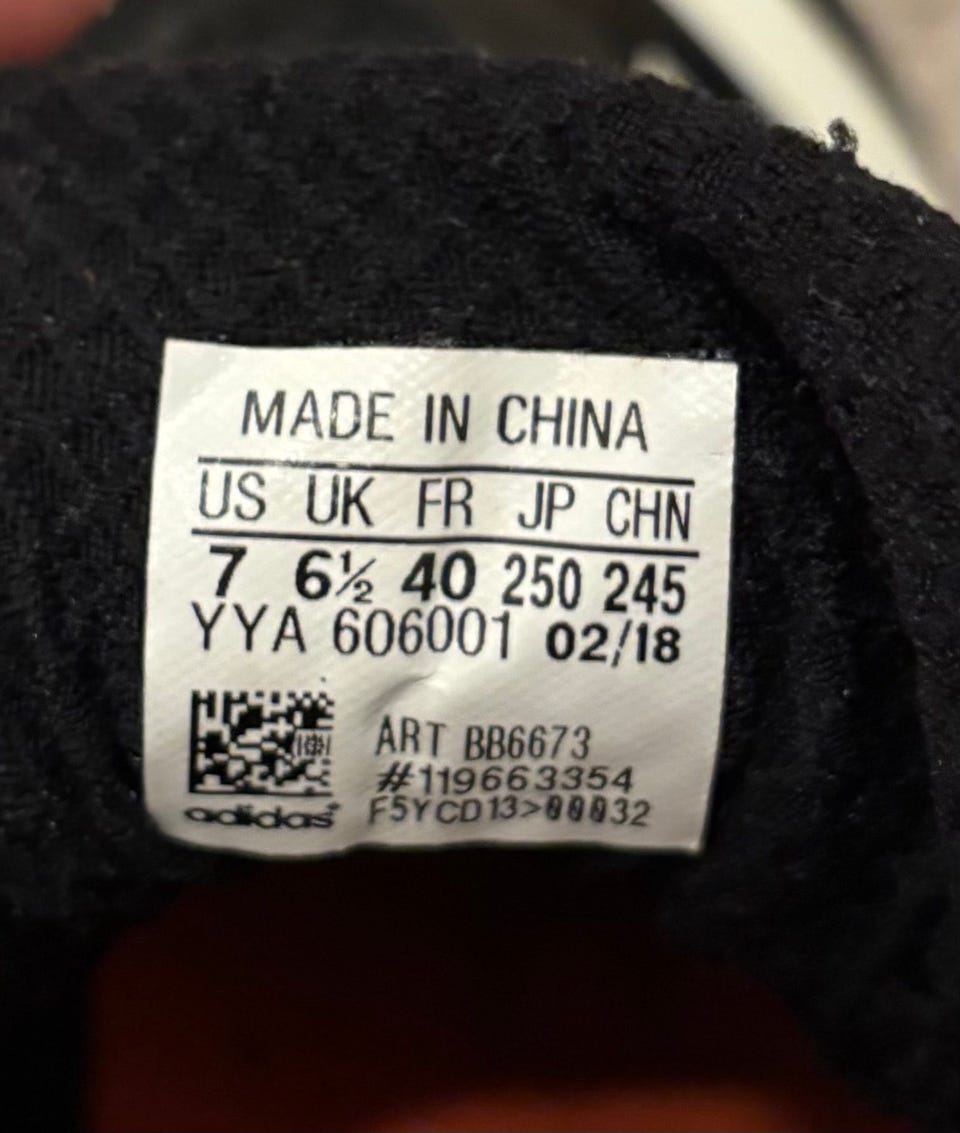 MADE IN CHINA
US UK FR JP CHN
7 6½ 40 250 245
YYA 606001 02/18
ART BB6673
#119663354
F5YCD13>00032
adidas